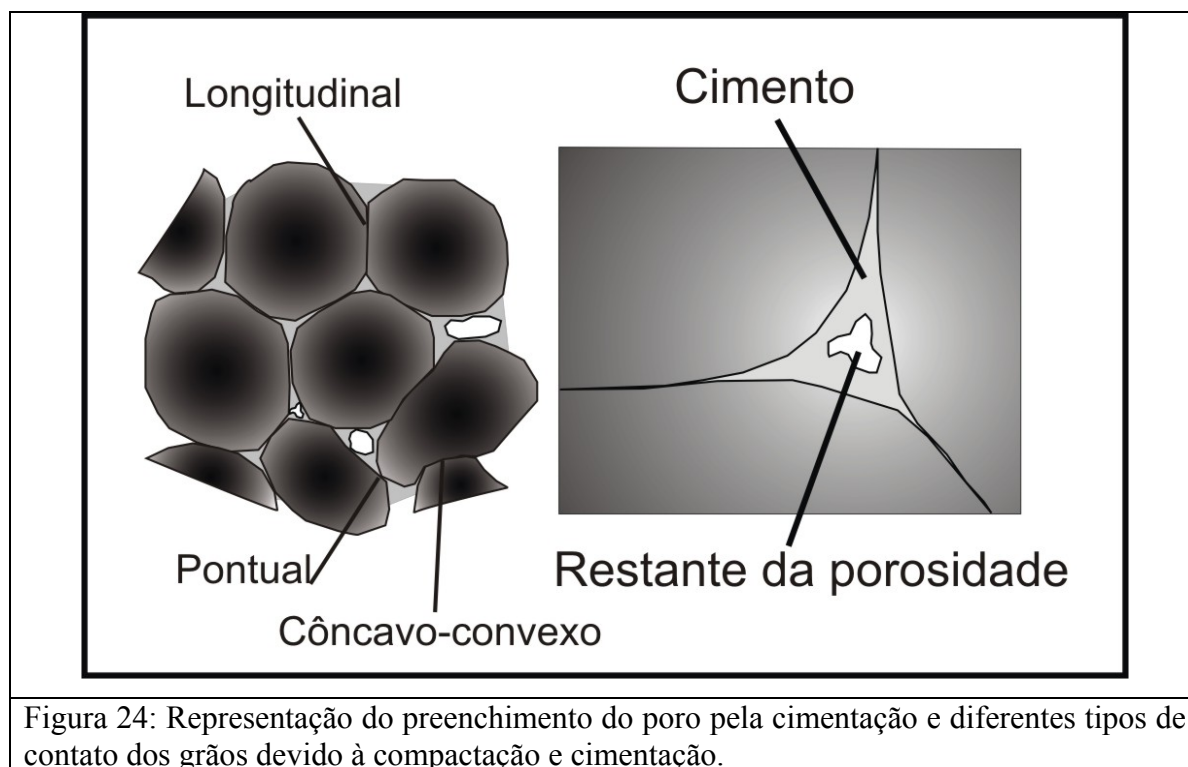 Longitudinal
Cimento
Pontual
Restante da porosidade
Côncavo-convexo
Figura 24: Representação do preenchimento do poro pela cimentação e diferentes tipos de
contato dos grãos devido à compactação e cimentação.